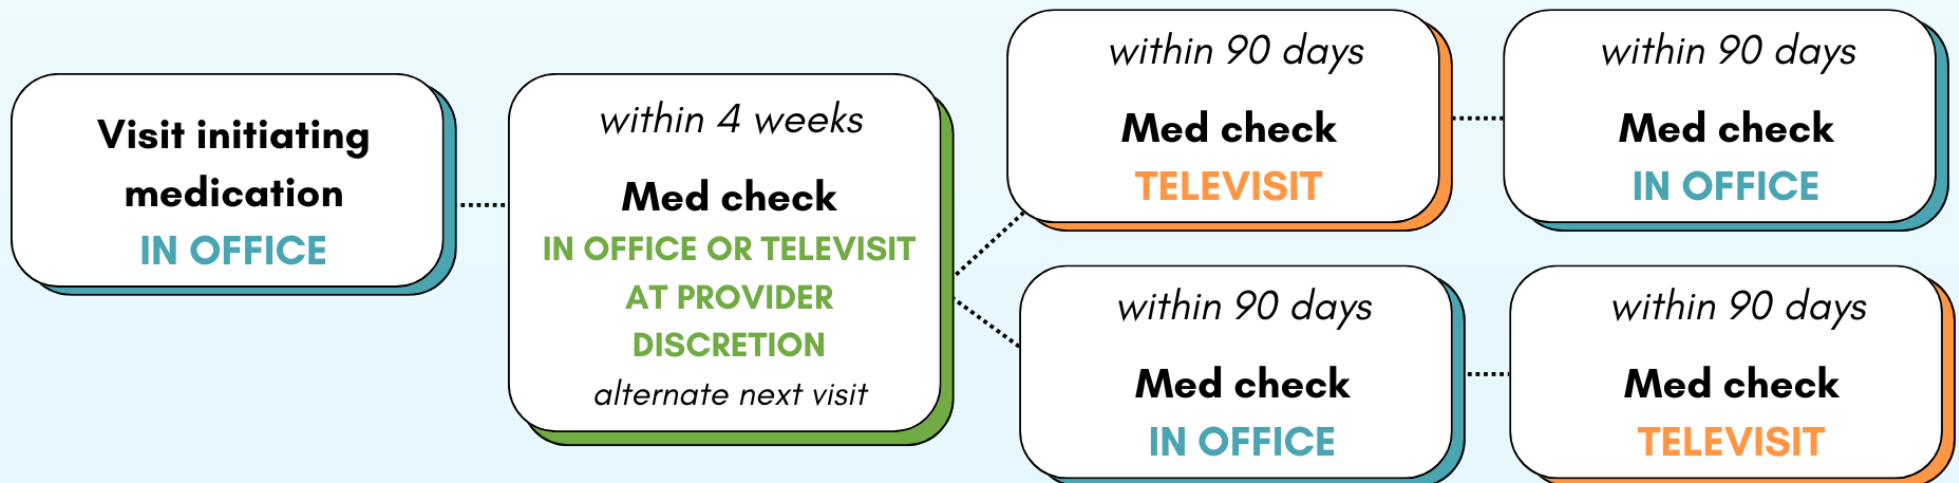 Visit initiating
medication
IN OFFICE
within 4 weeks
Med check
IN OFFICE OR TELEVISIT
AT PROVIDER
DISCRETION
alternate next visit
within 90 days
Med check
TELEVISIT
within 90 days
Med check
IN OFFICE
within 90 days
Med check
IN OFFICE
within 90 days
Med check
TELEVISIT